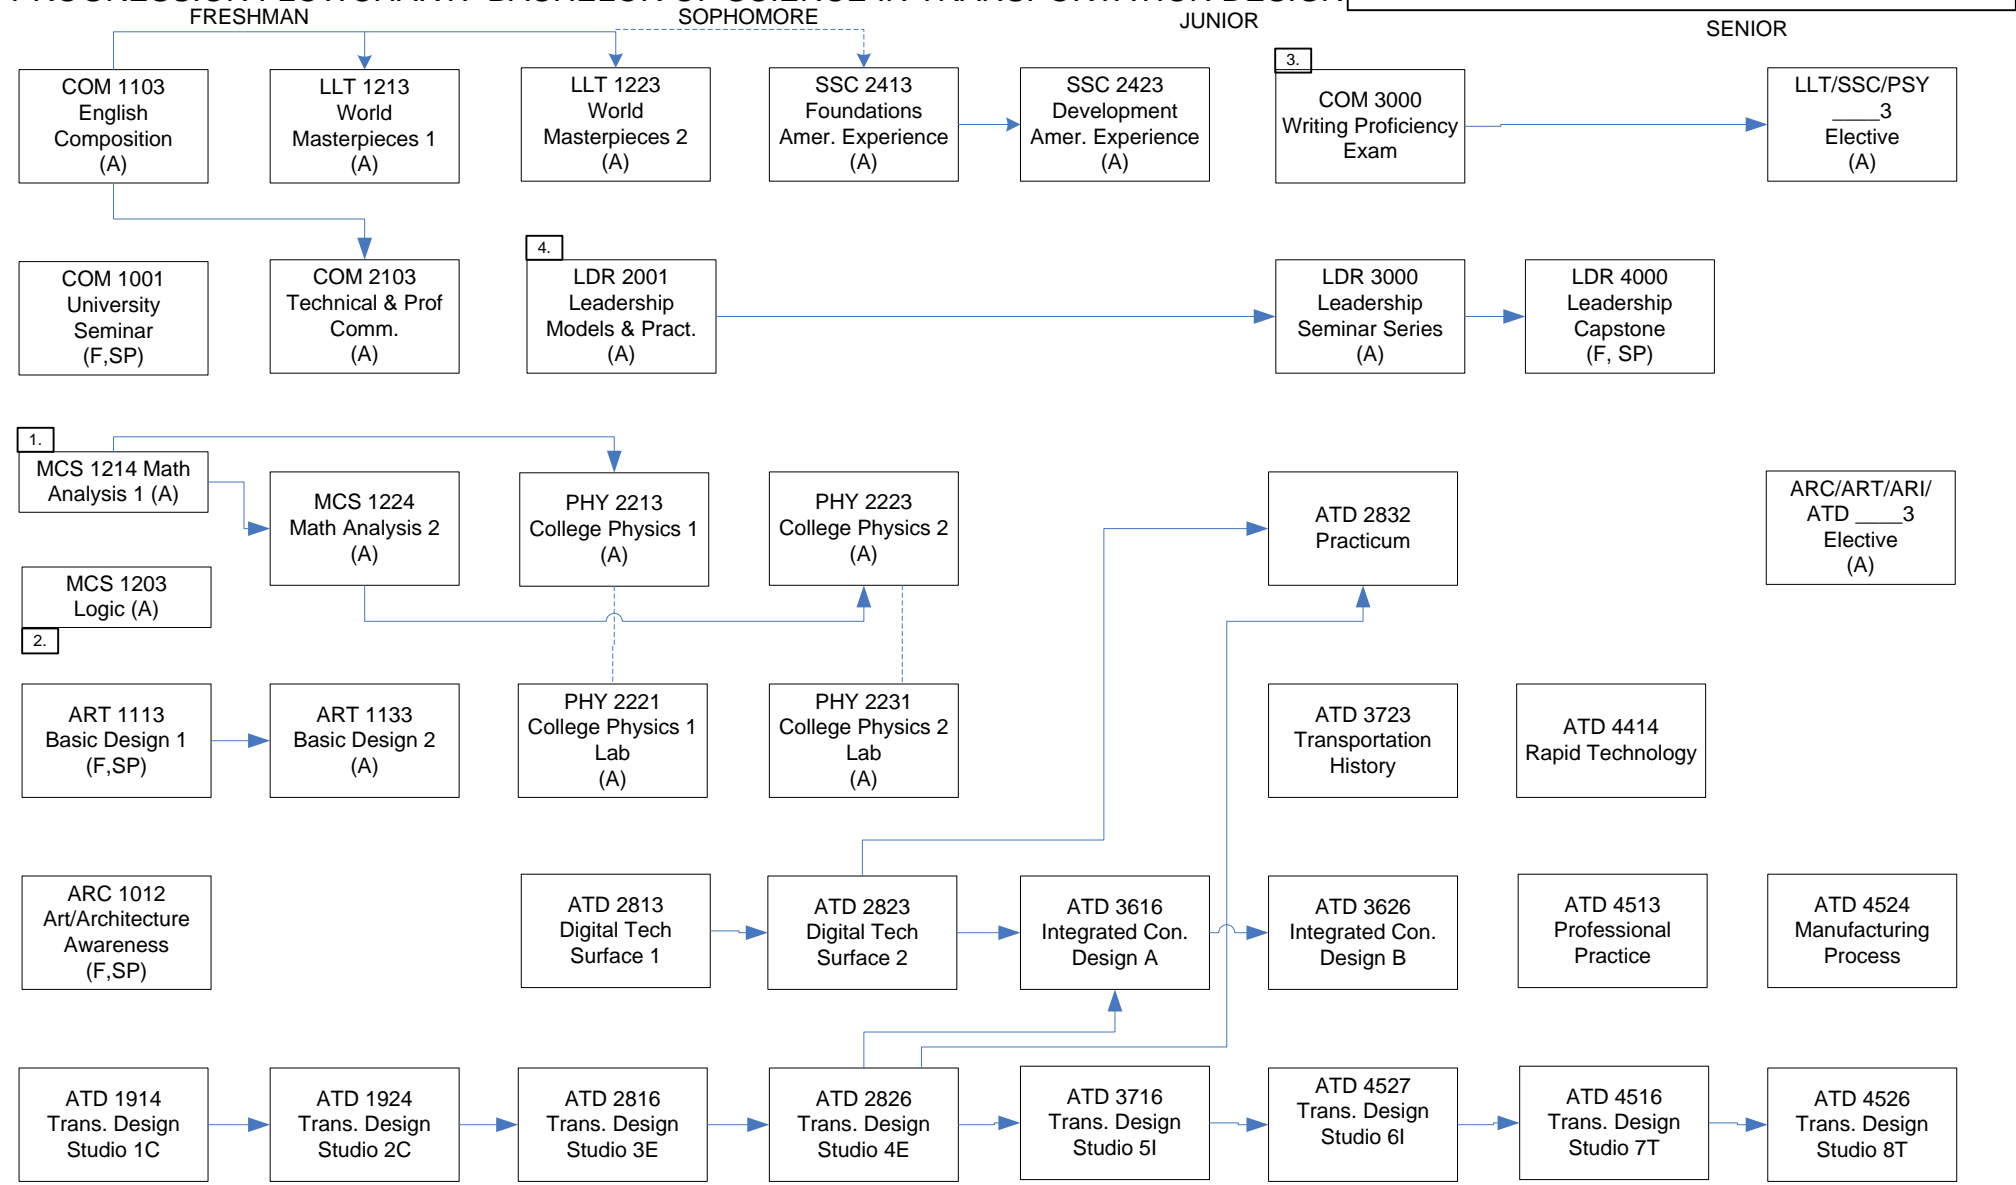 PROGRESSION FLOWCHART: BACHELOR OF SCIENCE IN TRANSPORTATION DESIGN
FRESHMAN
SOPHOMORE
JUNIOR
SENIOR
COM 1103
English
Composition
(A)
LLT 1213
World
Masterpieces 1
(A)
LLT 1223
World
Masterpieces 2
(A)
SSC 2413
Foundations
Amer. Experience
(A)
SSC 2423
Development
Amer. Experience
(A)
3.
COM 3000
Writing Proficiency
Exam
LLT/SSC/PSY
____3
Elective
(A)
COM 1001
University
Seminar
(F,SP)
COM 2103
Technical & Prof
Comm.
(A)
4.
LDR 2001
Leadership
Models & Pract.
(A)
LDR 3000
Leadership
Seminar Series
(A)
LDR 4000
Leadership
Capstone
(F, SP)
1.
MCS 1214 Math
Analysis 1 (A)
MCS 1224
Math Analysis 2
(A)
PHY 2213
College Physics 1
(A)
PHY 2223
College Physics 2
(A)
ATD 2832
Practicum
ARC/ART/ARI/
ATD ____3
Elective
(A)
MCS 1203
Logic (A)
2.
ART 1113
Basic Design 1
(F,SP)
ART 1133
Basic Design 2
(A)
PHY 2221
College Physics 1
Lab
(A)
PHY 2231
College Physics 2
Lab
(A)
ATD 3723
Transportation
History
ATD 4414
Rapid Technology
ARC 1012
Art/Architecture
Awareness
(F,SP)
ATD 2813
Digital Tech
Surface 1
ATD 2823
Digital Tech
Surface 2
ATD 3616
Integrated Con.
Design A
ATD 3626
Integrated Con.
Design B
ATD 4513
Professional
Practice
ATD 4524
Manufacturing
Process
ATD 1914
Trans. Design
Studio 1C
ATD 1924
Trans. Design
Studio 2C
ATD 2816
Trans. Design
Studio 3E
ATD 2826
Trans. Design
Studio 4E
ATD 3716
Trans. Design
Studio 5I
ATD 4527
Trans. Design
Studio 6I
ATD 4516
Trans. Design
Studio 7T
ATD 4526
Trans. Design
Studio 8T